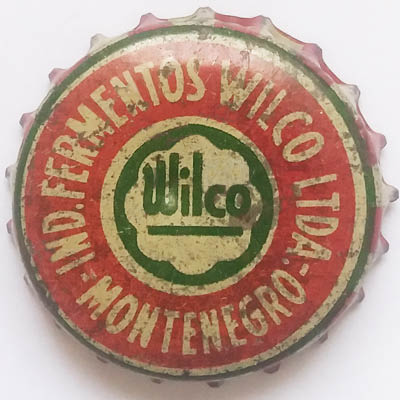 IND. FERMENTOS WILCO LTDA.
-MONTENEGRO-
Wilco